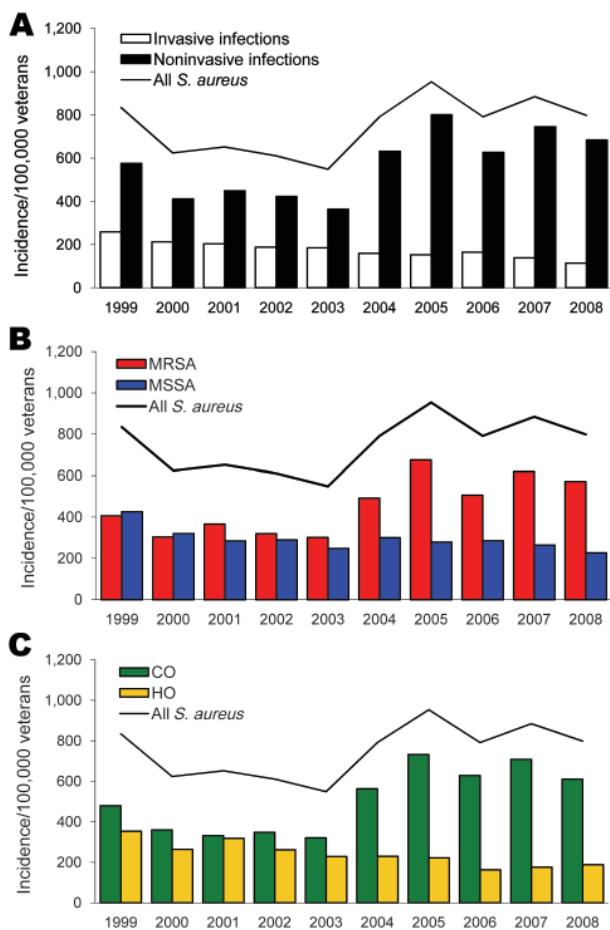 A
1,200
1,000
800
600
400
200
0
Incidence/100,000 veterans
Invasive infections
Noninvasive infections
All S. aureus
1999 2000 2001 2002 2003 2004 2005 2006 2007 2008
B
1,200
1,000
800
600
400
200
0
Incidence/100,000 veterans
MRSA
MSSA
All S. aureus
1999 2000 2001 2002 2003 2004 2005 2006 2007 2008
C
1,200
1,000
800
600
400
200
0
Incidence/100,000 veterans
CO
HO
All S. aureus
1999 2000 2001 2002 2003 2004 2005 2006 2007 2008